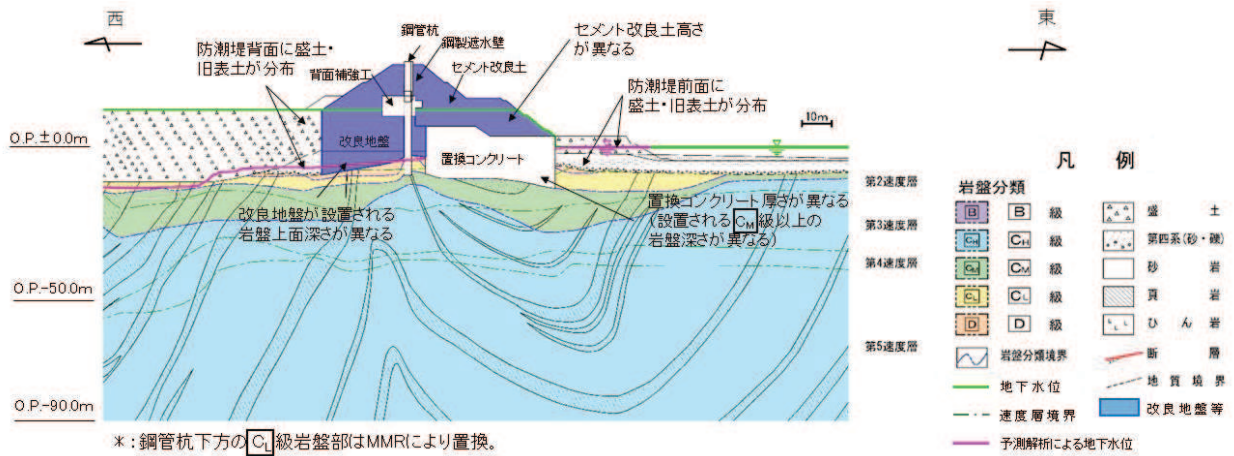 西
東
鋼管杭
鋼製遮水壁
セメント改良土
背面補強工
防潮堤背面に盛土・
旧表土が分布
セメント改良土高さ
が異なる
防潮堤前面に
盛土・旧表土が分布
10m
O.P.±0.0m
改良地盤
置換コンクリート
改良地盤が設置される
岩盤上面深さが異なる
置換コンクリート厚さが異なる
(設置されるCM級以上の
岩盤深さが異なる)
第2速度層
第3速度層
第4速度層
第5速度層
O.P.-50.0m
O.P.-90.0m
*:鋼管杭下方のCL級岩盤部はMMRにより置換。
凡 例
岩盤分類
B B 級
CH CH 級
CM CM 級
CL CL 級
D D 級
岩盤分類境界
地下水位
速度層境界
予測解析による地下水位
盛 土
第四系(砂・礫)
砂 岩
頁 岩
ひ ん 岩
断 層
地 質 境 界
改良地盤等